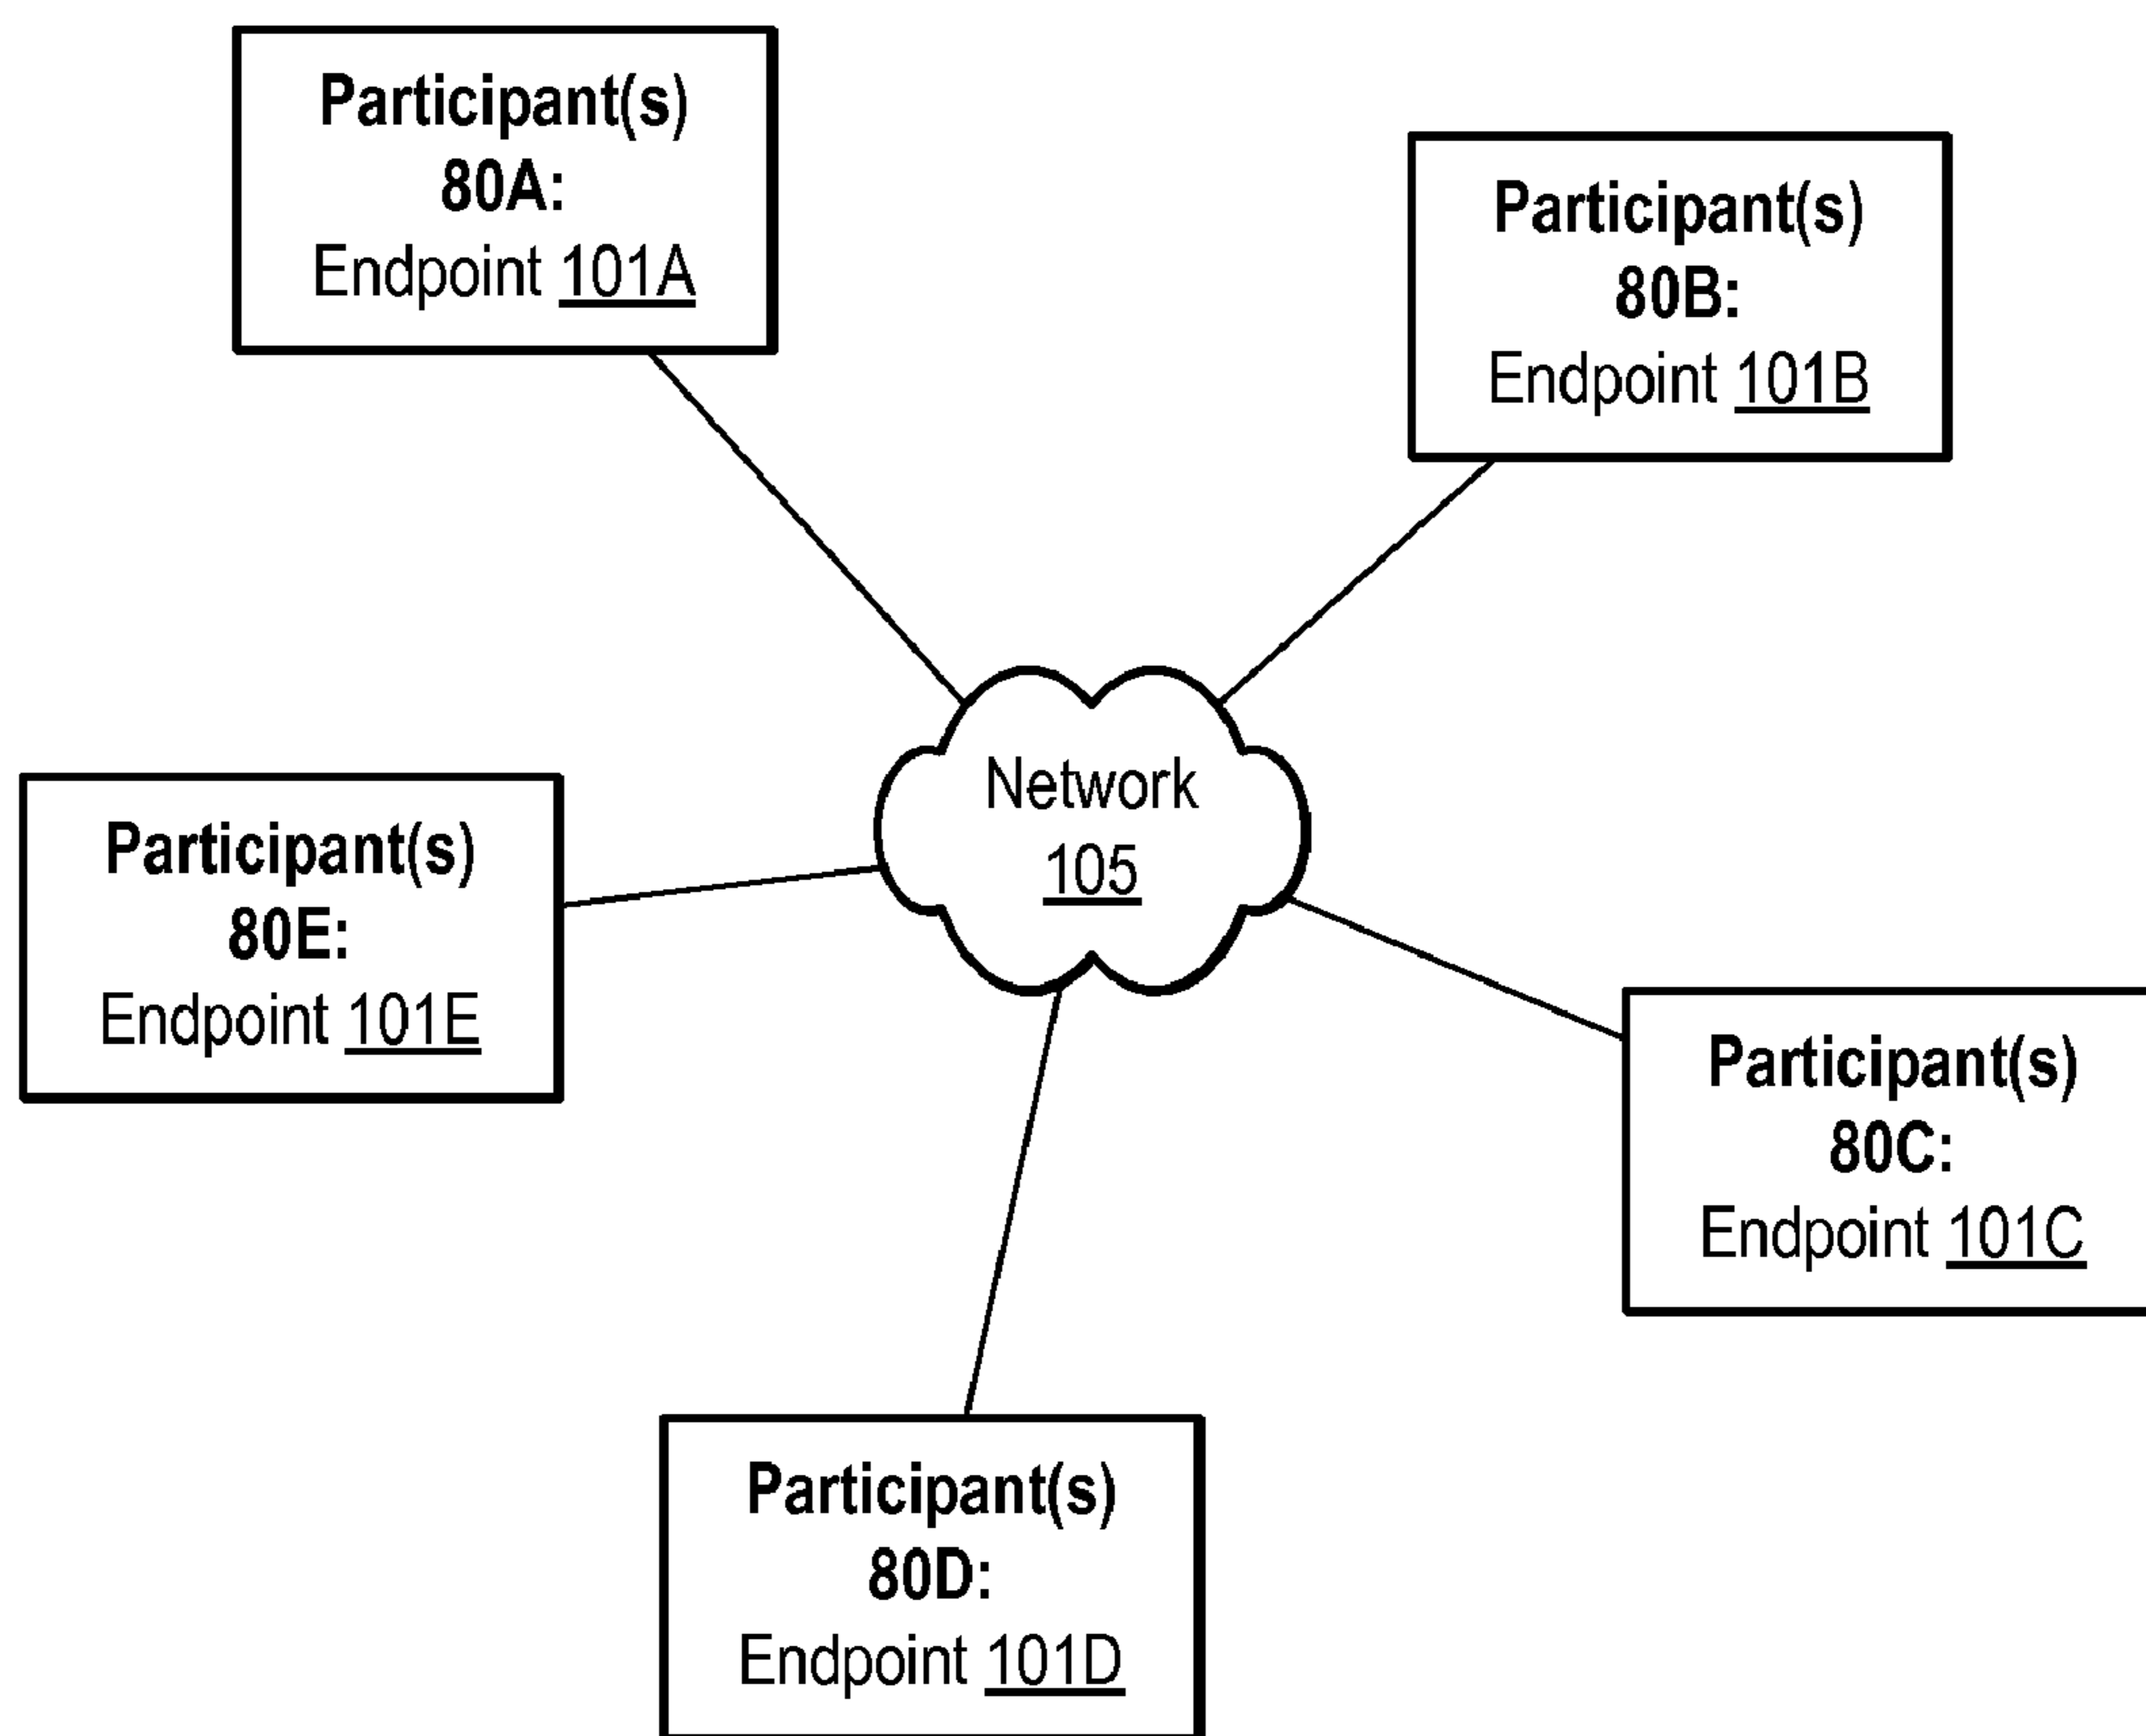 Participant(s)
80A:
Endpoint 101A
Participant(s)
80B:
Endpoint 101B
Network
105
Participant(s)
80E:
Endpoint 101E
Participant(s)
80C:
Endpoint 101C
Participant(s)
80D:
Endpoint 101D